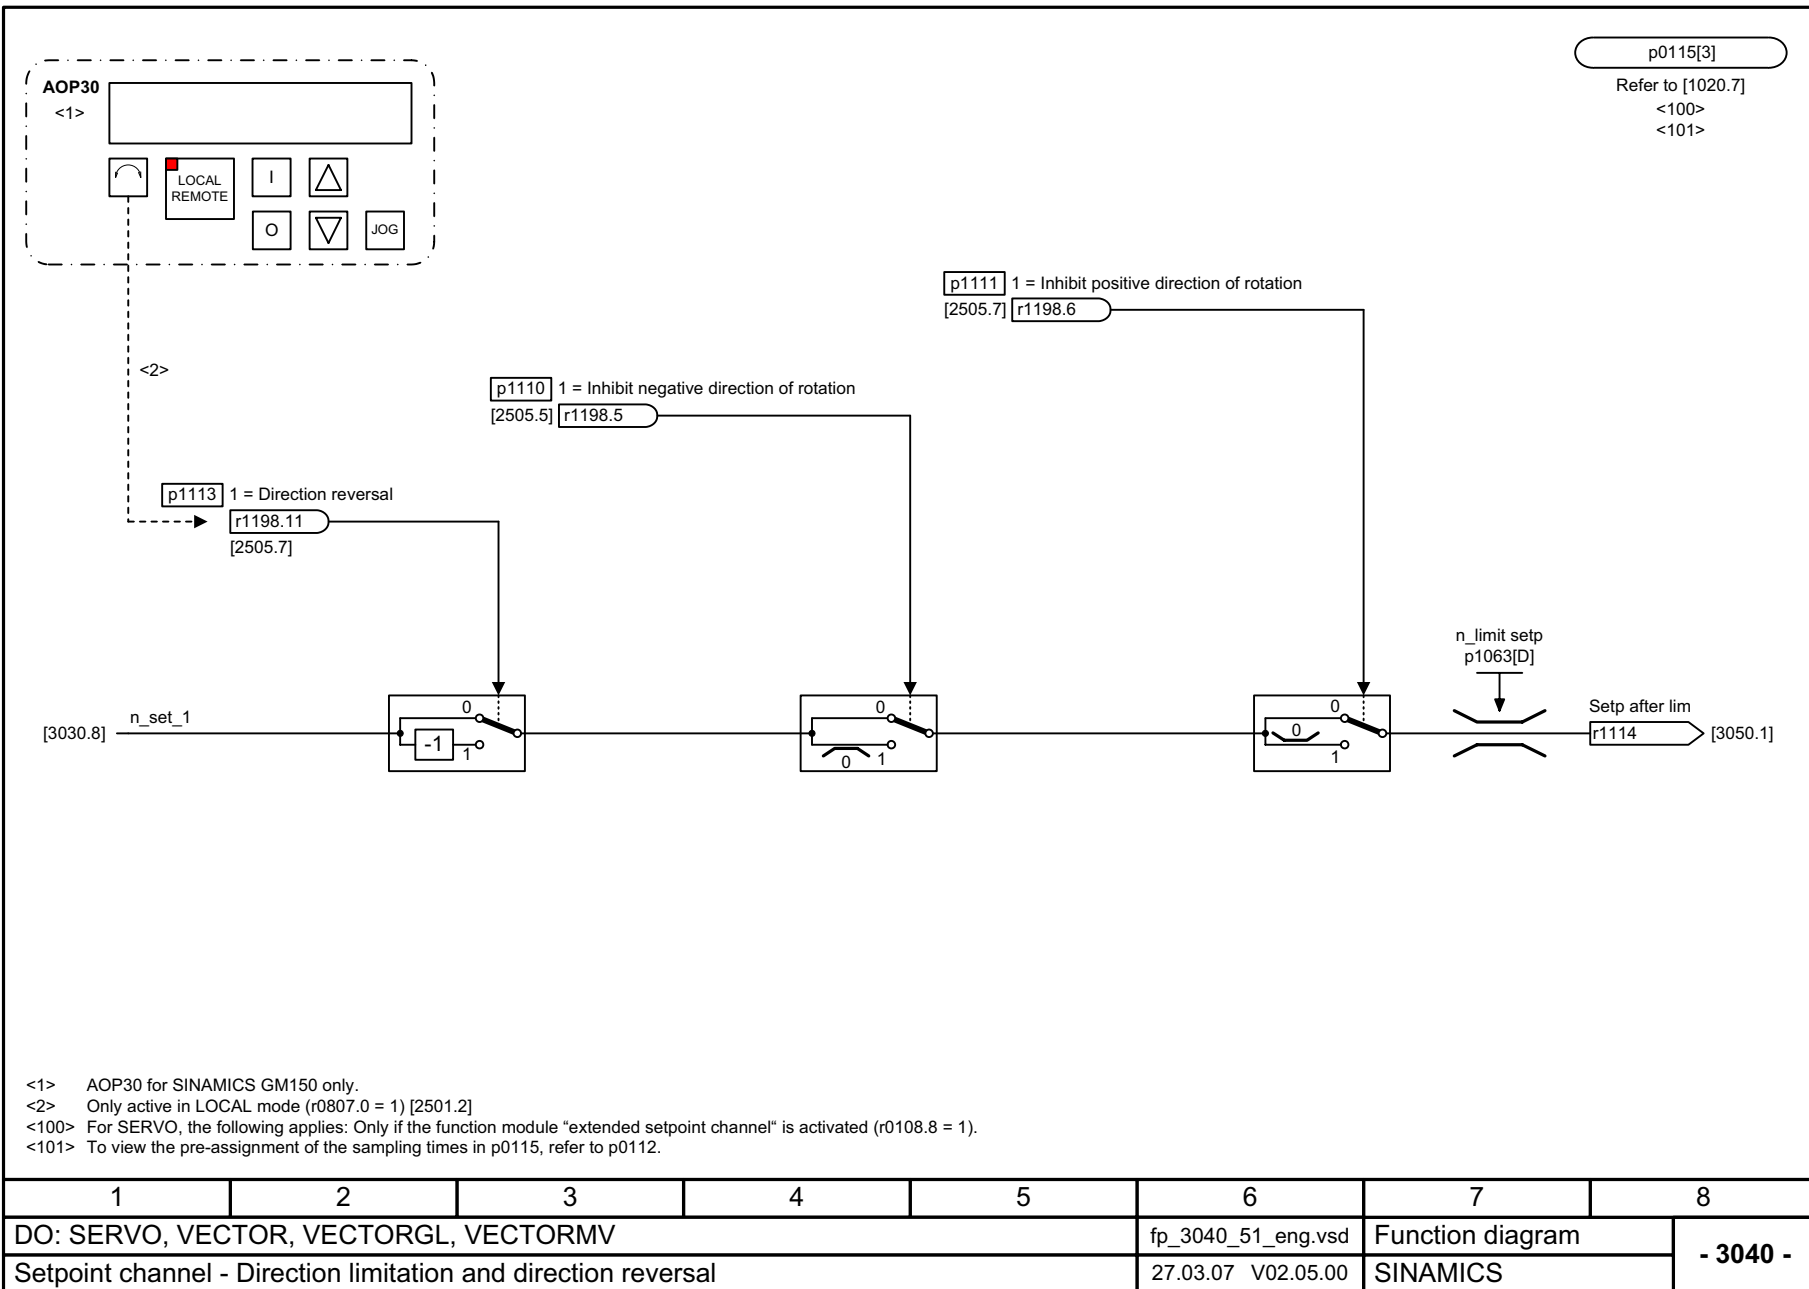 p0115[3]
Refer to [1020.7]
<100>
<101>
AOP30
<1>
LOCAL
REMOTE
I
O
JOG
p1111 1 = Inhibit positive direction of rotation
[2505.7] r1198.6
<2>
p1110 1 = Inhibit negative direction of rotation
[2505.5] r1198.5
p1113 1 = Direction reversal
r1198.11
[2505.7]
n_limit setp
p1063[D]
[3030.8] n_set_1
0
-1
1
0
0
1
0
0
1
Setp after lim
r1114
[3050.1]
<1> AOP30 for SINAMICS GM150 only.
<2> Only active in LOCAL mode (r0807.0 = 1) [2501.2]
<100> For SERVO, the following applies: Only if the function module “extended setpoint channel“ is activated (r0108.8 = 1).
<101> To view the pre-assignment of the sampling times in p0115, refer to p0112.
1 2 3 4 5 6 7 8
DO: SERVO, VECTOR, VECTORGL, VECTORMV
fp_3040_51_eng.vsd
Function diagram
- 3040 -
Setpoint channel - Direction limitation and direction reversal
27.03.07 V02.05.00
SINAMICS